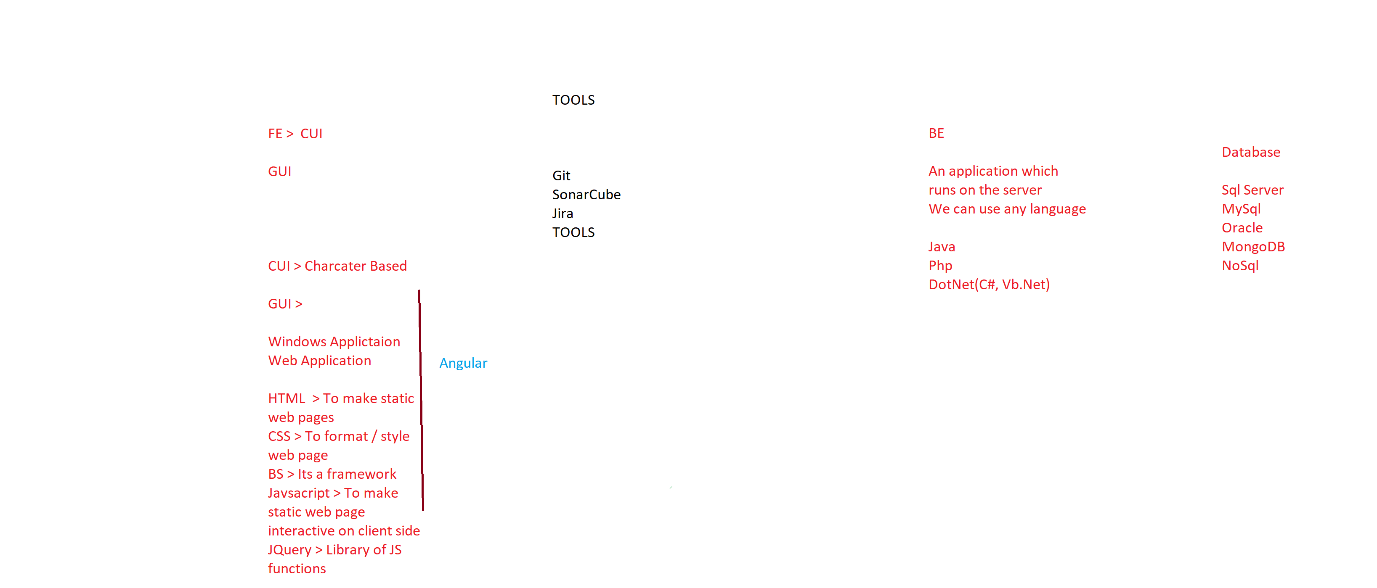 TOOLS
FE >  CUI
GUI
Git
SonarCube
Jira
TOOLS
CUI > Charcater Based
GUI >
Windows Applictaion
Web Application
HTML  > To make static
web pages
CSS > To format / style
web page
BS > Its a framework
Javsacript > To make
static web page
interactive on client side
JQuery > Library of JS
functions
Angular
BE
An application which
runs on the server
We can use any language
Java
Php
DotNet(C#, Vb.Net)
Database
Sql Server
MySql
Oracle
MongoDB
NoSql